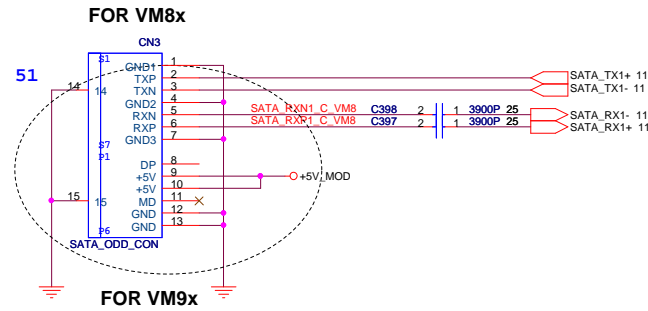 FOR VM8x
CN3
51
S1
GND1 1
14 14 TXP 2 SATA_TX1+ 11
TXN 3 SATA_TX1- 11
GND2 4
RXN 5 SATA_RXN1_C_VM8 C398 2 1 3900P 25 SATA_RX1- 11
RXP 6 SATA_RXP1_C_VM8 C397 2 1 3900P 25 SATA_RX1+ 11
GND3 7
S7
P1
DP 8
+5V 9 +5V_MOD
+5V 10
15 15 MD 11
GND 12
GND 13
P6
SATA_ODD_CON
FOR VM9x